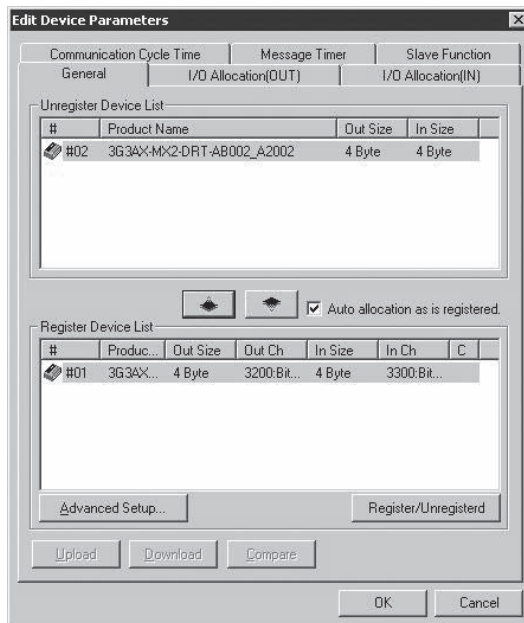 Edit Device Parameters
Communication Cycle Time Message Timer Slave Function
General I/O Allocation(OUT) I/O Allocation(IN)
Unregister Device List
# Product Name Out Size In Size
#02 3G3AX-MX2-DRT-AB002_A2002 4 Byte 4 Byte
Auto allocation as is registered.
Register Device List
# Produc... Out Size Out Ch In Size In Ch C
#01 3G3AX... 4 Byte 3200:Bit... 4 Byte 3300:Bit...
Advanced Setup... Register/Unregisterd
Upload Download Compare
OK Cancel